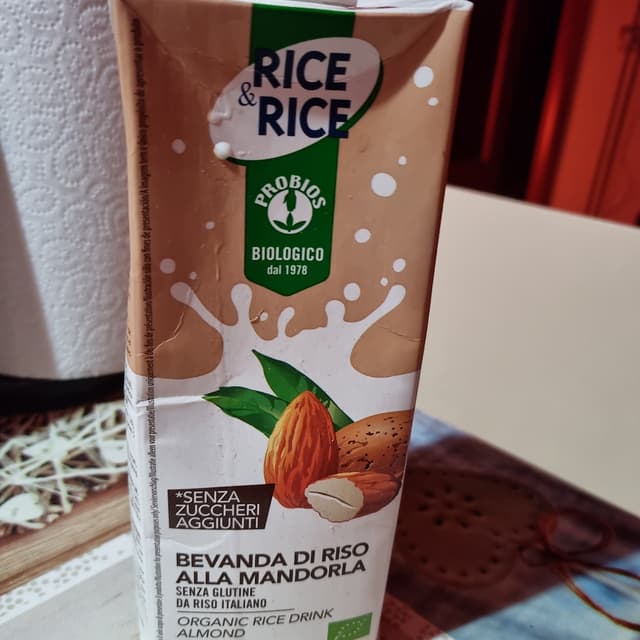 RICE
&
RICE
PROBIOS
BIOLOGICO
dal 1978
*SENZA
ZUCCHERI
AGGIUNTI
BEVANDA DI RISO
ALLA MANDORLA
SENZA GLUTINE
DA RISO ITALIANO
ORGANIC RICE DRINK
ALMOND